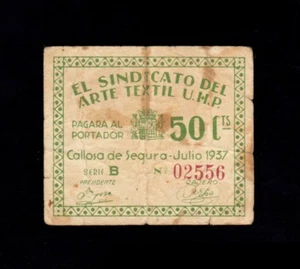 EL SINDICATO DEL
ARTE TEXTIL U.H.P.
PAGARA AL
PORTADOR
50 CTS
Callosa de Segura - Julio 1937
SERIE B Nº 02556
PRESIDENTE
CAJERO